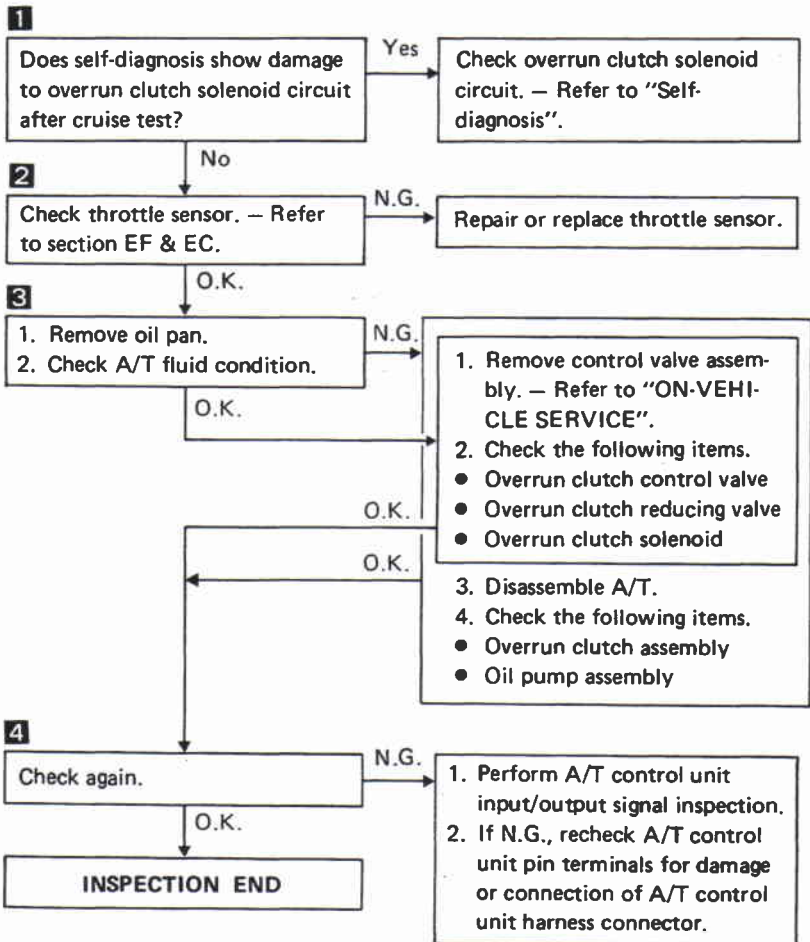 1
Does self-diagnosis show damage
to overrun clutch solenoid circuit
after cruise test?
Yes
Check overrun clutch solenoid
circuit. — Refer to "Self-
diagnosis".
No
2
Check throttle sensor. — Refer
to section EF & EC.
N.G.
Repair or replace throttle sensor.
O.K.
3
1. Remove oil pan.
2. Check A/T fluid condition.
N.G.
1. Remove control valve assem-
bly. — Refer to "ON-VEHI-
CLE SERVICE".
2. Check the following items.
● Overrun clutch control valve
● Overrun clutch reducing valve
● Overrun clutch solenoid
O.K.
O.K.
O.K.
3. Disassemble A/T.
4. Check the following items.
● Overrun clutch assembly
● Oil pump assembly
4
Check again.
N.G.
1. Perform A/T control unit
input/output signal inspection.
2. If N.G., recheck A/T control
unit pin terminals for damage
or connection of A/T control
unit harness connector.
O.K.
INSPECTION END